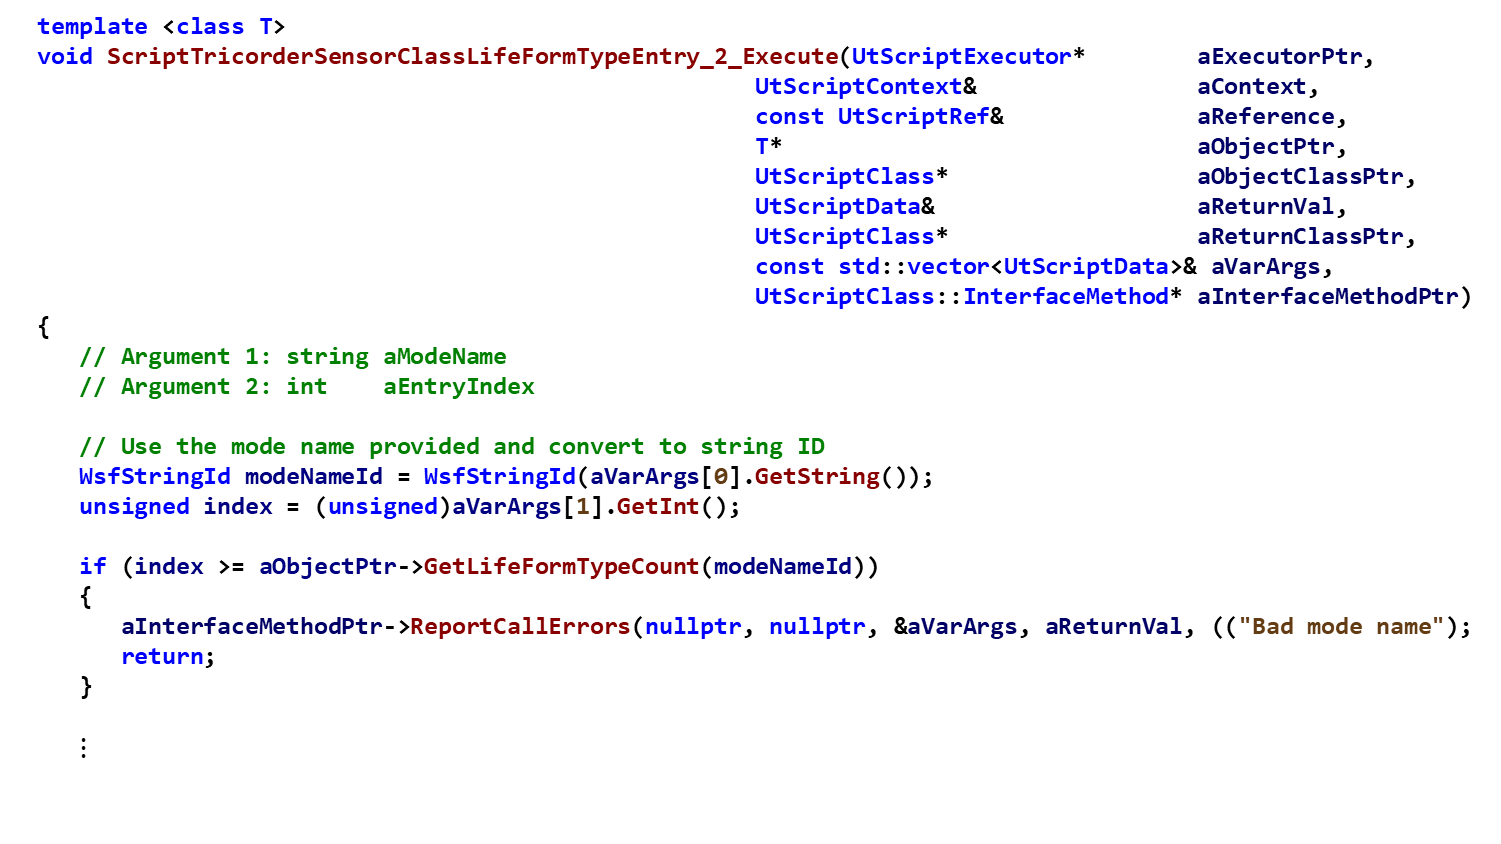 template <class T>
void ScriptTricorderSensorClassLifeFormTypeEntry_2_Execute(UtScriptExecutor*        aExecutorPtr,
                                                    UtScriptContext&                aContext,
                                                    const UtScriptRef&              aReference,
                                                    T*                              aObjectPtr,
                                                    UtScriptClass*                  aObjectClassPtr,
                                                    UtScriptData&                   aReturnVal,
                                                    UtScriptClass*                  aReturnClassPtr,
                                                    const std::vector<UtScriptData>& aVarArgs,
                                                    UtScriptClass::InterfaceMethod* aInterfaceMethodPtr)
{
   // Argument 1: string aModeName
   // Argument 2: int    aEntryIndex

   // Use the mode name provided and convert to string ID
   WsfStringId modeNameId = WsfStringId(aVarArgs[0].GetString());
   unsigned index = (unsigned)aVarArgs[1].GetInt();

   if (index >= aObjectPtr->GetLifeFormTypeCount(modeNameId))
   {
      aInterfaceMethodPtr->ReportCallErrors(nullptr, nullptr, &aVarArgs, aReturnVal, (("Bad mode name");
      return;
   }

   ⋮